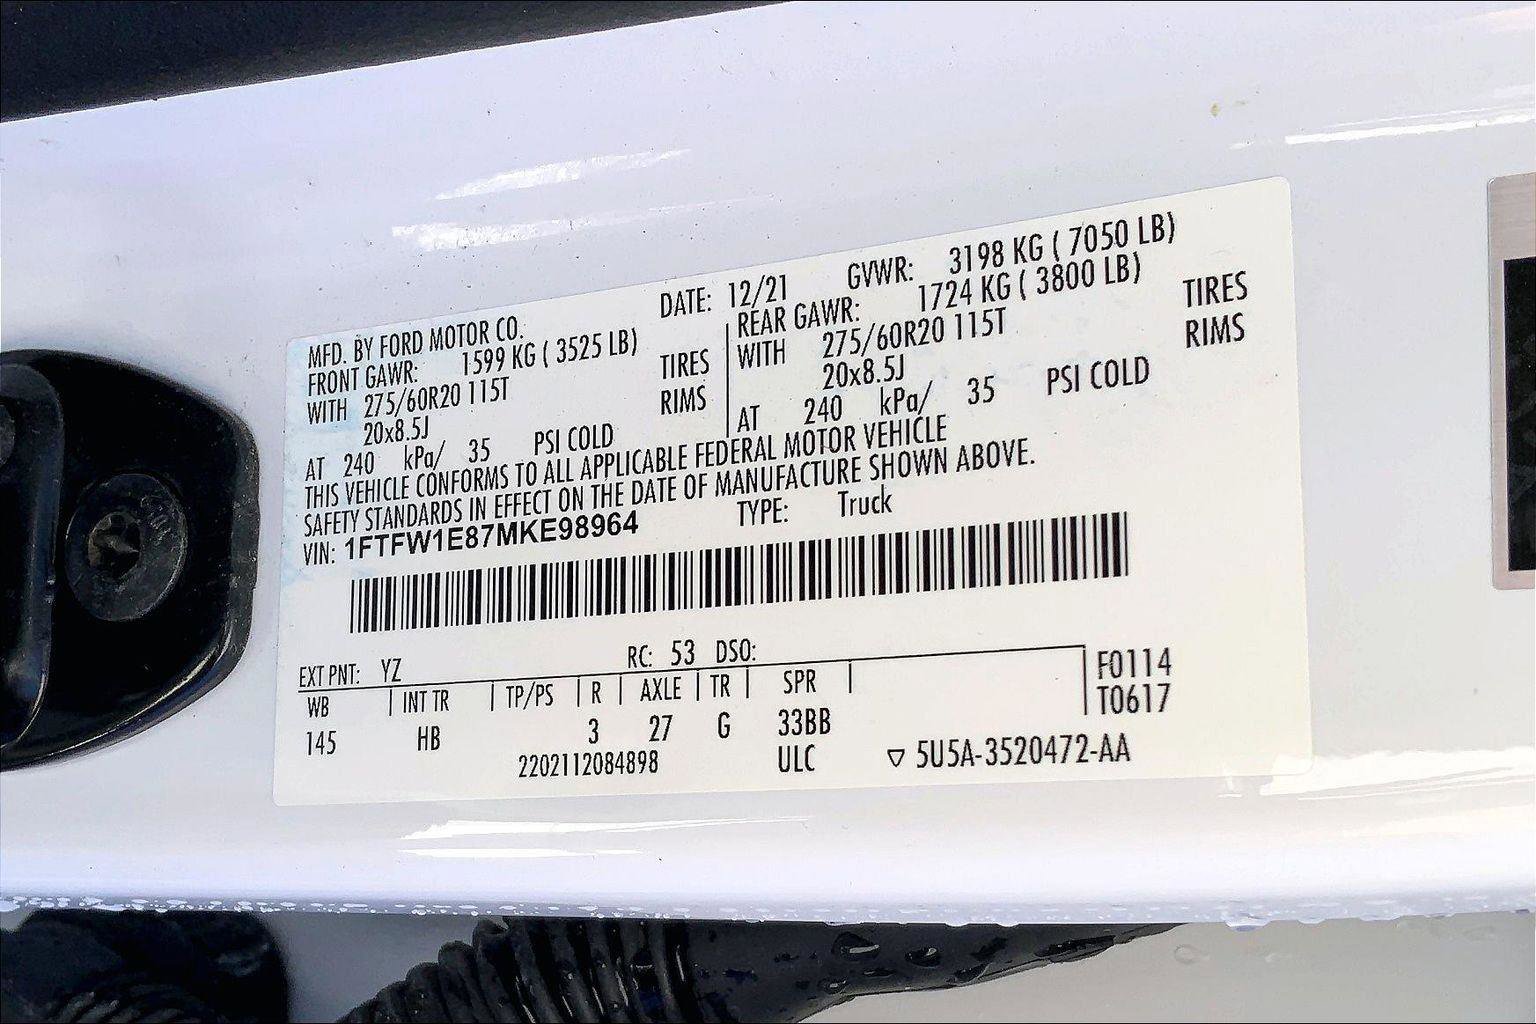 DATE: 12/21 GVWR: 3198 KG ( 7050 LB)
MFD. BY FORD MOTOR CO.
FRONT GAWR: 1599 KG ( 3525 LB)
WITH 275/60R20 115T TIRES
20x8.5J RIMS
AT 240 kPa/ 35 PSI COLD
REAR GAWR: 1724 KG ( 3800 LB)
WITH 275/60R20 115T TIRES
20x8.5J RIMS
AT 240 kPa/ 35 PSI COLD
THIS VEHICLE CONFORMS TO ALL APPLICABLE FEDERAL MOTOR VEHICLE
SAFETY STANDARDS IN EFFECT ON THE DATE OF MANUFACTURE SHOWN ABOVE.
VIN: 1FTFW1E87MKE98964 TYPE: Truck
EXT PNT: YZ RC: 53 DSO:
WB | INT TR | TP/PS | R | AXLE | TR | SPR | F0114
145 HB 3 27 G 33BB T0617
2202112084898 ULC ▽ 5U5A-3520472-AA